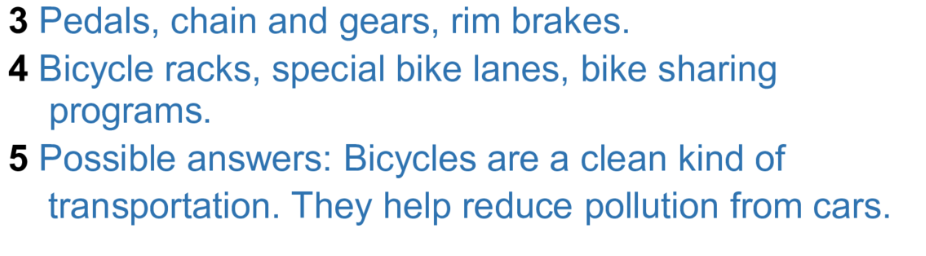 3 Pedals, chain and gears, rim brakes.
4 Bicycle racks, special bike lanes, bike sharing
programs.
5 Possible answers: Bicycles are a clean kind of
transportation. They help reduce pollution from cars.